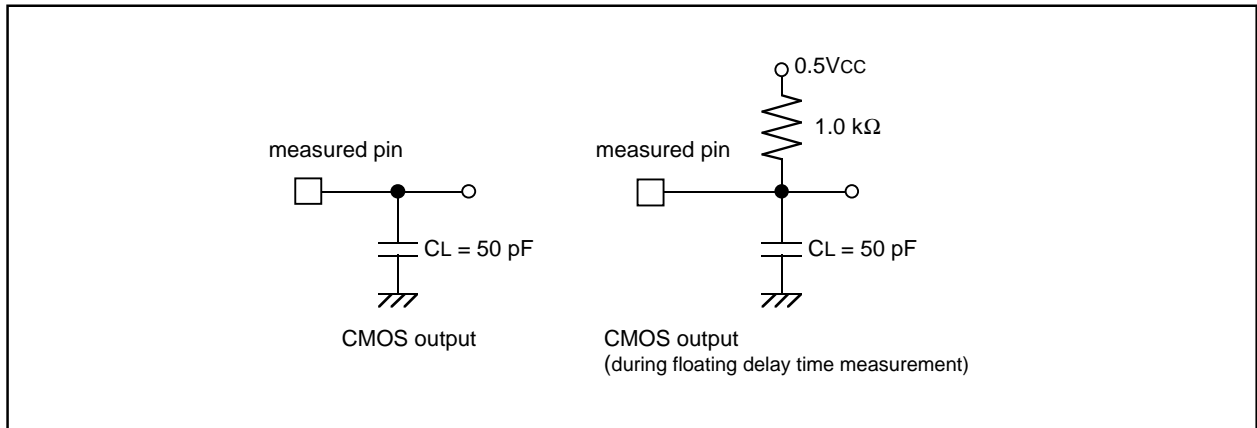 0.5VCC
1.0 kΩ
measured pin
measured pin
CL = 50 pF
CL = 50 pF
CMOS output
CMOS output
(during floating delay time measurement)